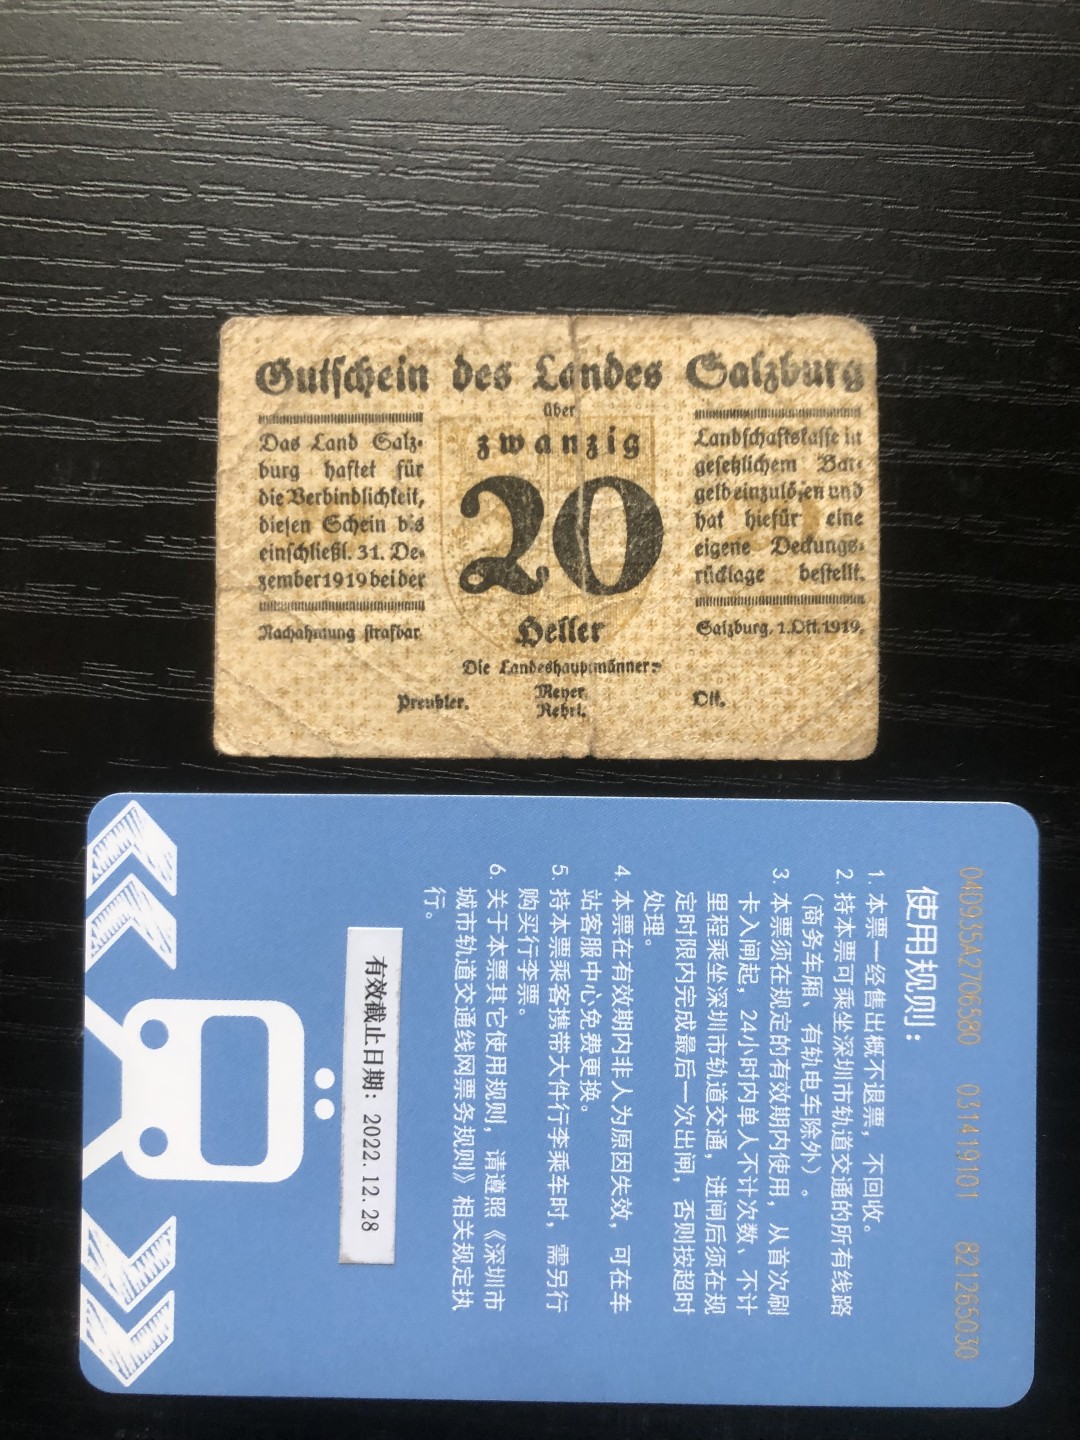 Gutschein des Landes Salzburg
über
zwanzig
20
Heller
Das Land Salz-
burg haftet für
die Verbindlichkeit,
diesen Schein bis
einschließl. 31. De-
zember 1919 bei der
Nachahmung strafbar.
Landschaftskasse in
gesetzlichem Bar-
geld einzulösen und
hat hiefür eine
eigene Deckungs-
rücklage bestellt.
Salzburg, 1. Okt. 1919.
Die Landeshauptmänner:
Preußler.
Meyer.
Rehrl.
Ott.
040935A2706580 031419101 821265030
使用规则：
1. 本票一经售出概不退票，不回收。
2. 持本票可乘坐深圳市轨道交通的所有线路
（商务车厢、有轨电车除外）。
3. 本票须在规定的有效期内使用，从首次刷
卡入闸起，24小时内单人不计次数、不计
里程乘坐深圳市轨道交通，进闸后须在规
定时限内完成最后一次出闸，否则按超时
处理。
4. 本票在有效期内非人为原因失效，可在车
站客服中心免费更换。
5. 持本票乘客携带大件行李乘车时，需另行
购买行李票。
6. 关于本票其它使用规则，请遵照《深圳市
城市轨道交通线网票务规则》相关规定执
行。
有效截止日期：2022.12.28